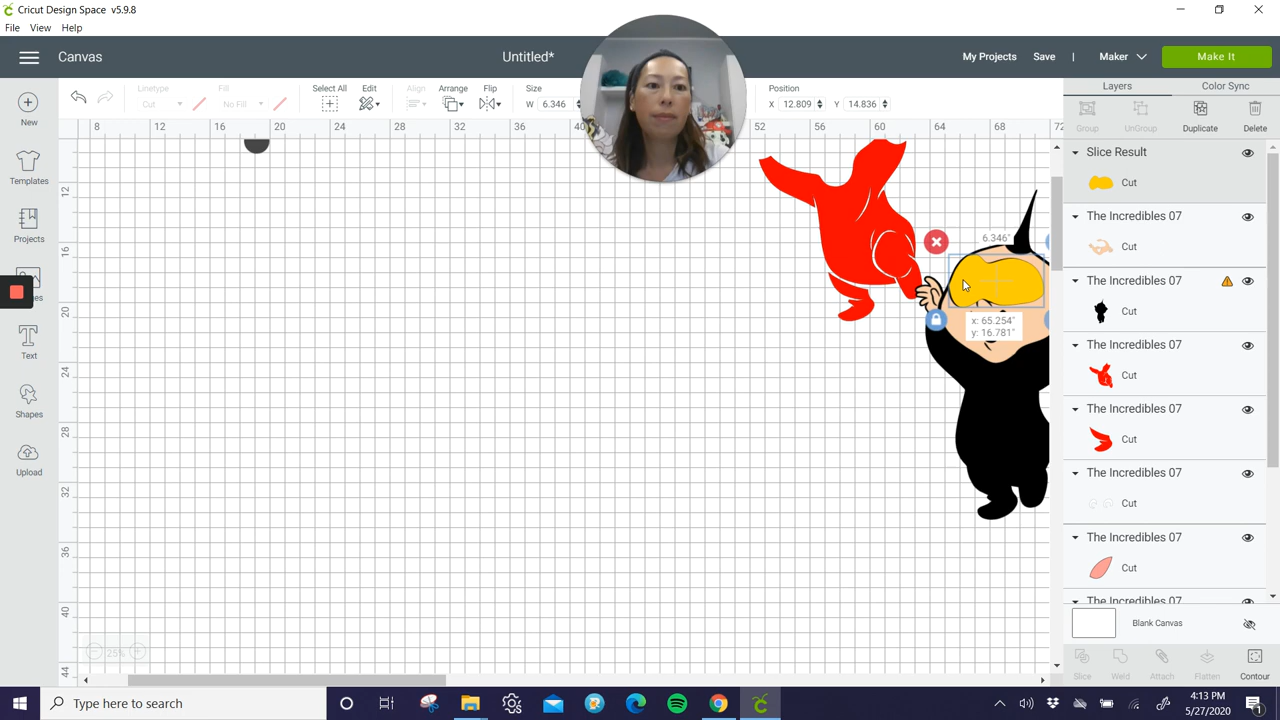 Cricut Design Space v5.9.8
File View Help
Canvas
Untitled*
My Projects Save | Maker Make It
Linetype
Cut
Fill
No Fill
Select All
Edit
Align
Arrange
Flip
Size
W 6.346
Position
X 12.809
Y 14.836
Layers
Color Sync
New
Templates
Projects
Text
Shapes
Upload
Group
UnGroup
Duplicate
Delete
8 12 16 20 24 28 32 36 40 52 56 60 64 68 72
12
16
20
24
28
32
36
40
44
6.346"
x: 65.254"
y: 16.781"
25%
Slice Result
Cut
The Incredibles 07
Cut
The Incredibles 07
Cut
The Incredibles 07
Cut
The Incredibles 07
Cut
The Incredibles 07
Cut
The Incredibles 07
Cut
Blank Canvas
Slice
Weld
Attach
Flatten
Contour
Type here to search
4:13 PM
5/27/2020